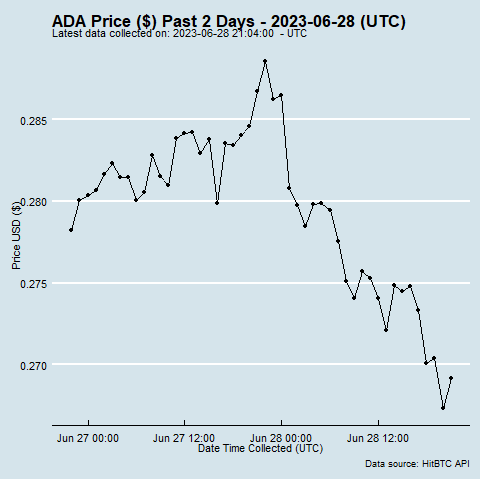 ADA Price ($) Past 2 Days - 2023-06-28 (UTC)
Latest data collected on: 2023-06-28 21:04:00 - UTC
Price USD ($)
0.285
0.280
0.275
0.270
Jun 27 00:00 Jun 27 12:00 Jun 28 00:00 Jun 28 12:00
Date Time Collected (UTC)
Data source: HitBTC API